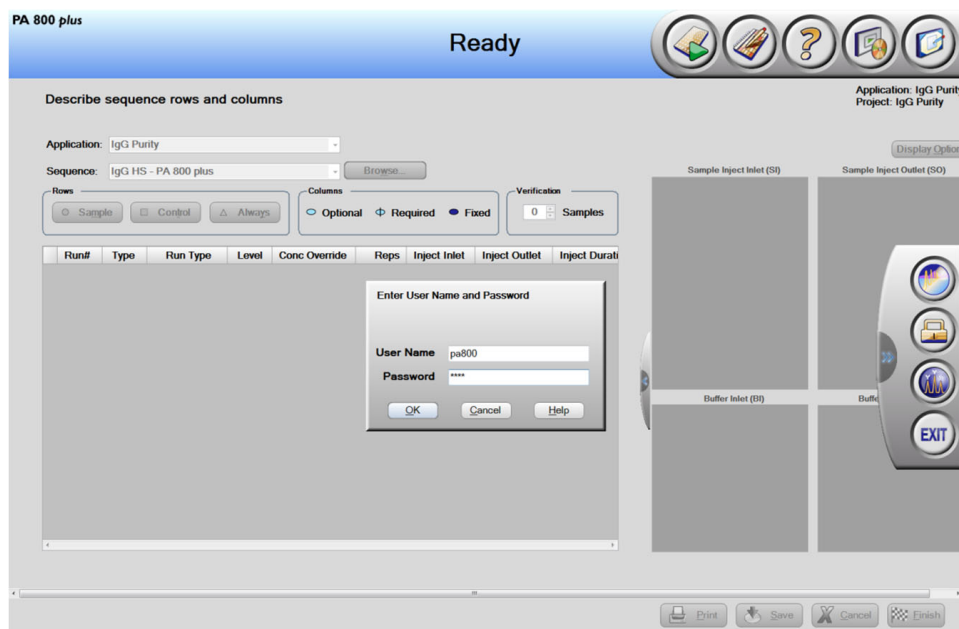 PA 800 plus
Ready
Describe sequence rows and columns
Application: IgG Purity
Project: IgG Purity
Application: IgG Purity
Display Option
Sequence: IgG HS - PA 800 plus Browse...
Sample Inject Inlet (SI) Sample Inject Outlet (SO)
Rows Columns Verification
Sample Control Always Optional Required Fixed 0 Samples
Run# Type Run Type Level Conc Override Reps Inject Inlet Inject Outlet Inject Durati
Enter User Name and Password
User Name pa800
Password ****
Buffer Inlet (BI) Buffe
OK Cancel Help
EXIT
Print Save Cancel Finish